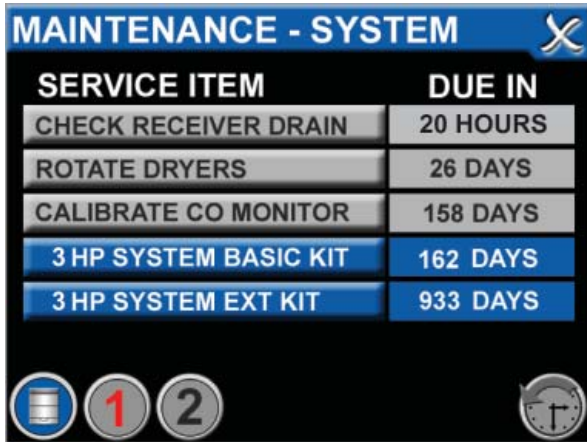 MAINTENANCE - SYSTEM
SERVICE ITEM DUE IN
CHECK RECEIVER DRAIN 20 HOURS
ROTATE DRYERS 26 DAYS
CALIBRATE CO MONITOR 158 DAYS
3 HP SYSTEM BASIC KIT 162 DAYS
3 HP SYSTEM EXT KIT 933 DAYS
1 2